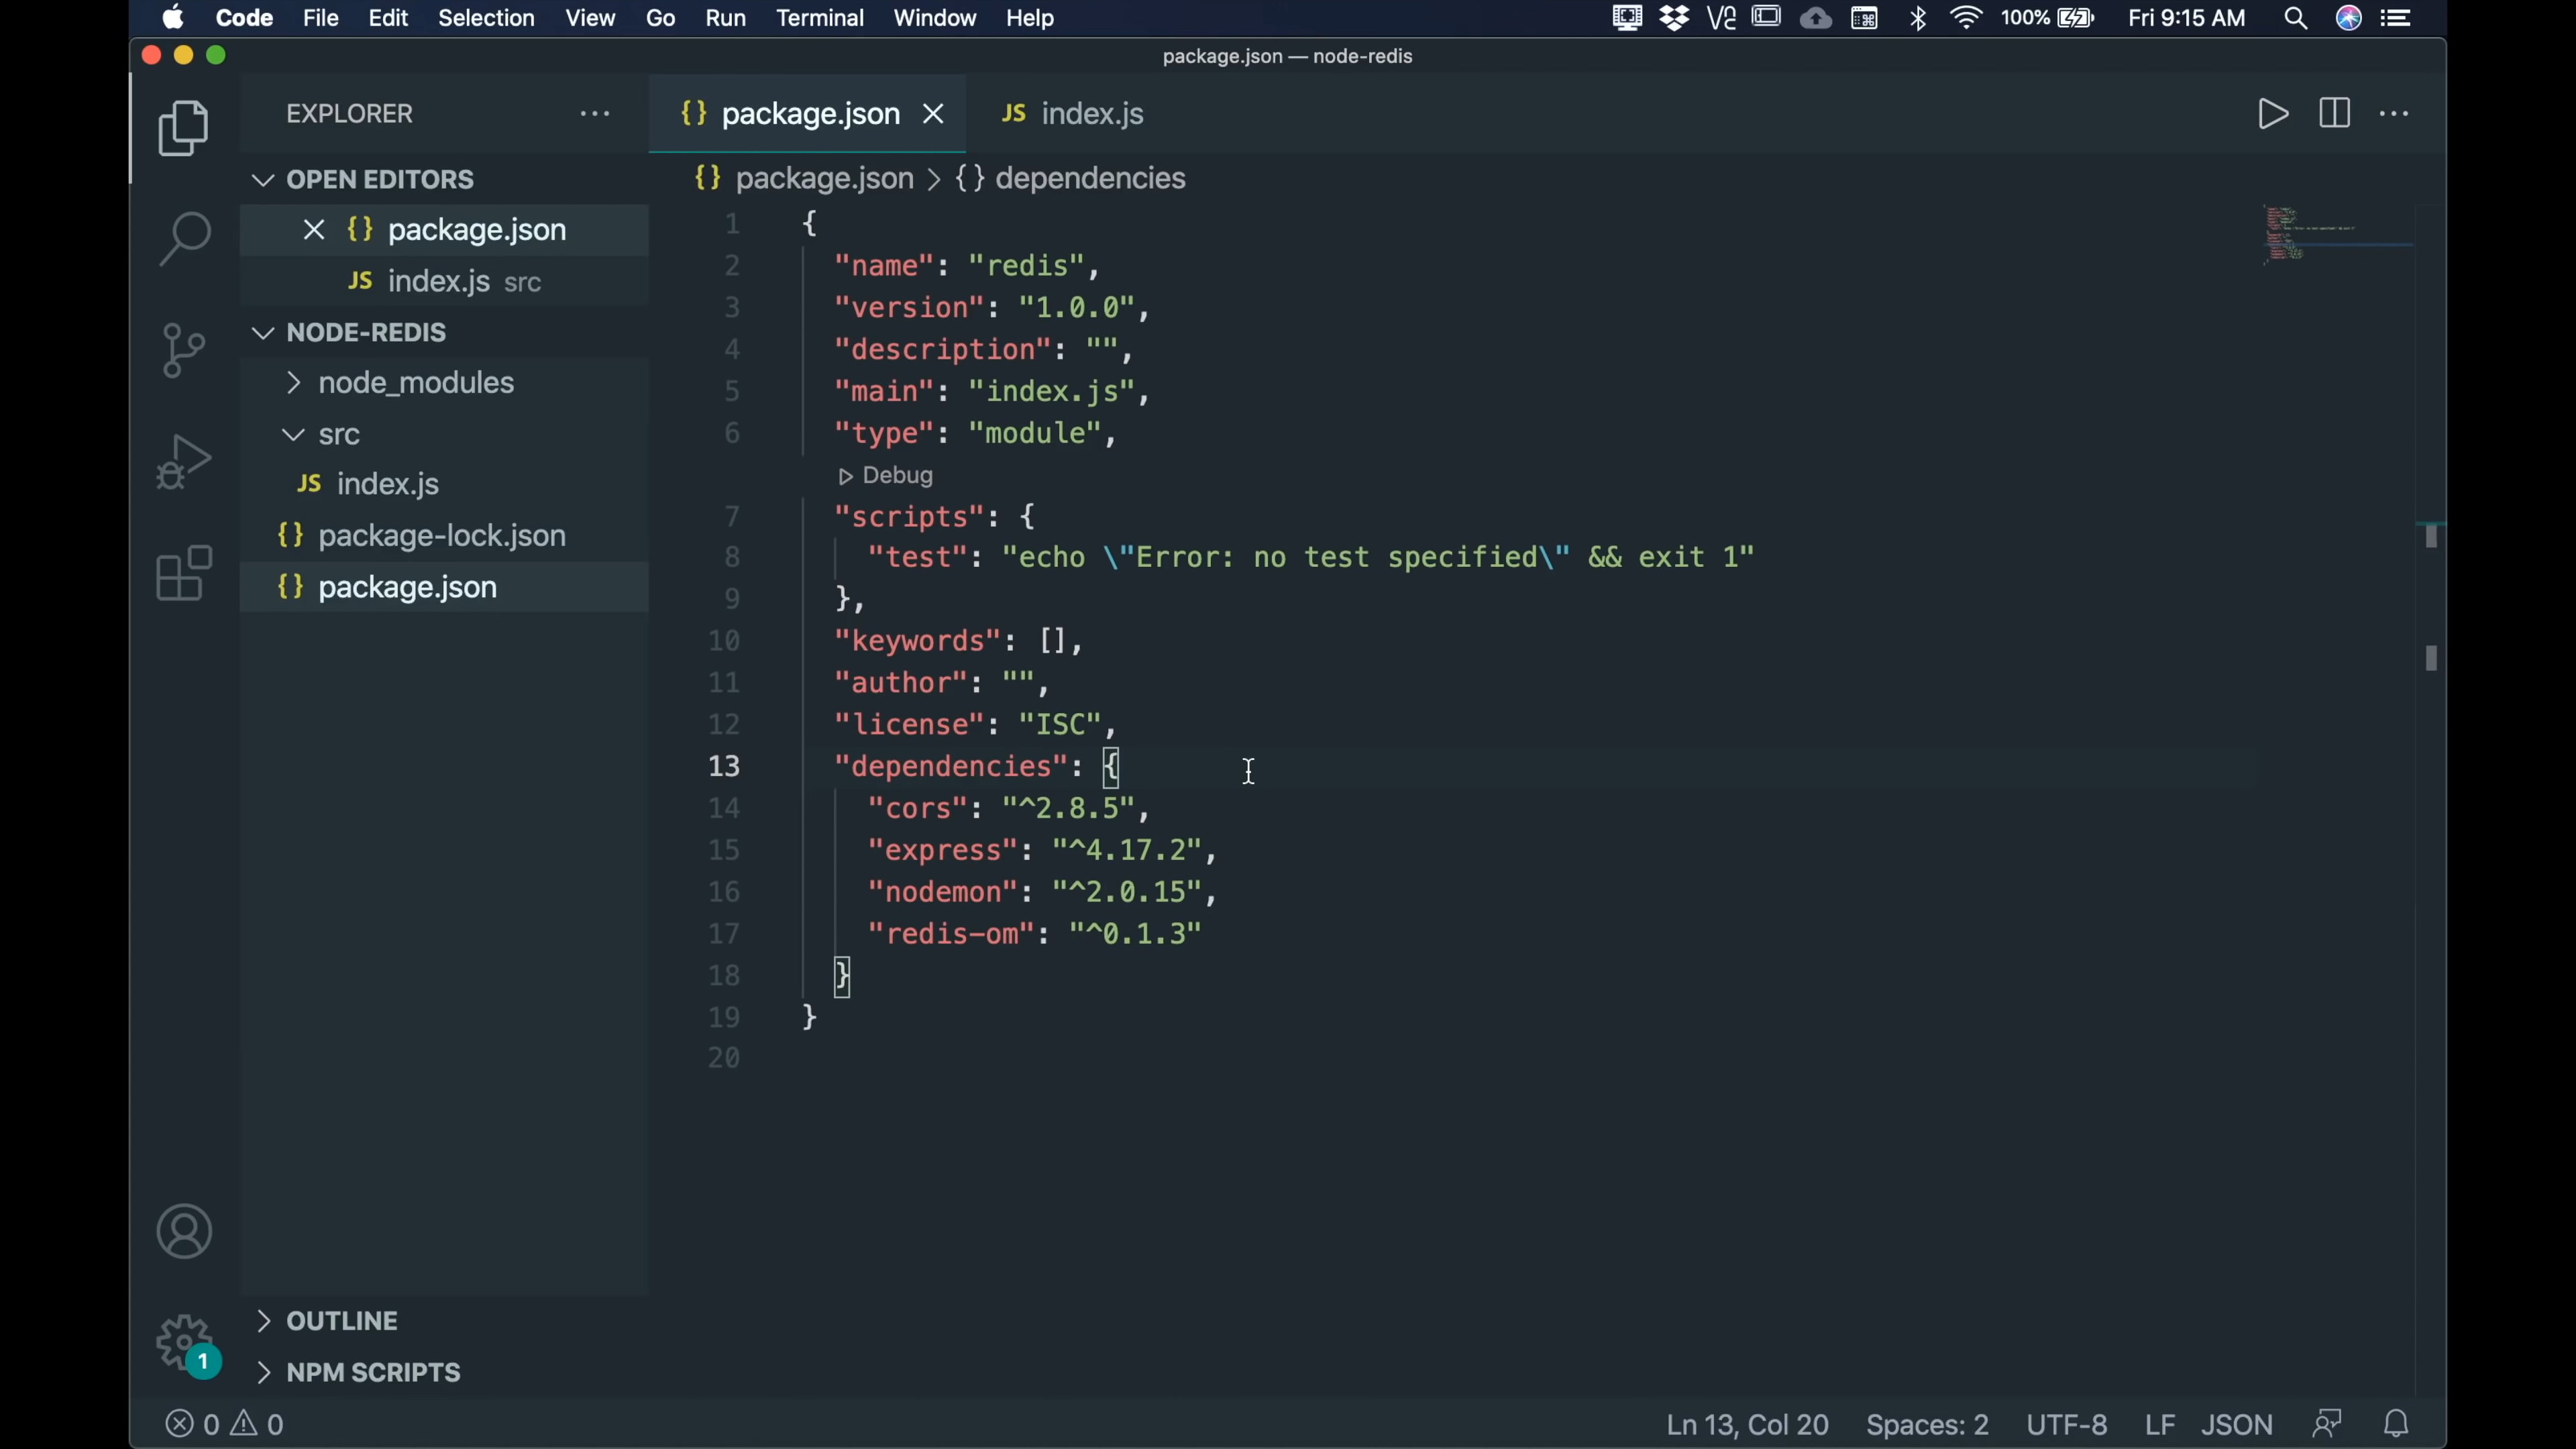 Code File Edit Selection View Go Run Terminal Window Help 100% Fri 9:15 AM
package.json — node-redis
EXPLORER
{} package.json
JS index.js
OPEN EDITORS
{} package.json
JS index.js src
NODE-REDIS
node_modules
src
JS index.js
{} package-lock.json
{} package.json
OUTLINE
NPM SCRIPTS
1
{} package.json > {} dependencies
1 {
2 "name": "redis",
3 "version": "1.0.0",
4 "description": "",
5 "main": "index.js",
6 "type": "module",
Debug
7 "scripts": {
8 "test": "echo \"Error: no test specified\" && exit 1"
9 },
10 "keywords": [],
11 "author": "",
12 "license": "ISC",
13 "dependencies": {
14 "cors": "^2.8.5",
15 "express": "^4.17.2",
16 "nodemon": "^2.0.15",
17 "redis-om": "^0.1.3"
18 }
19 }
20
0 0 Ln 13, Col 20 Spaces: 2 UTF-8 LF JSON